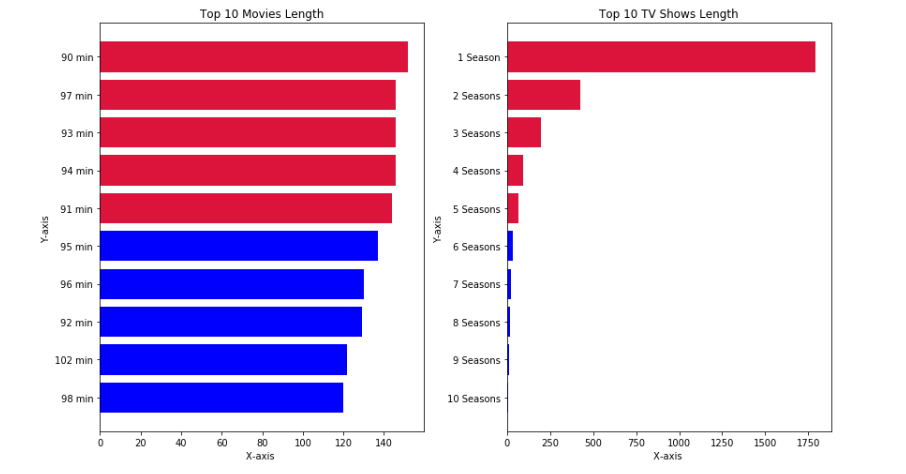 Top 10 Movies Length
90 min
97 min
93 min
94 min
91 min
95 min
96 min
92 min
102 min
98 min
Y-axis
0 20 40 60 80 100 120 140
X-axis
Top 10 TV Shows Length
1 Season
2 Seasons
3 Seasons
4 Seasons
5 Seasons
6 Seasons
7 Seasons
8 Seasons
9 Seasons
10 Seasons
Y-axis
0 250 500 750 1000 1250 1500 1750
X-axis